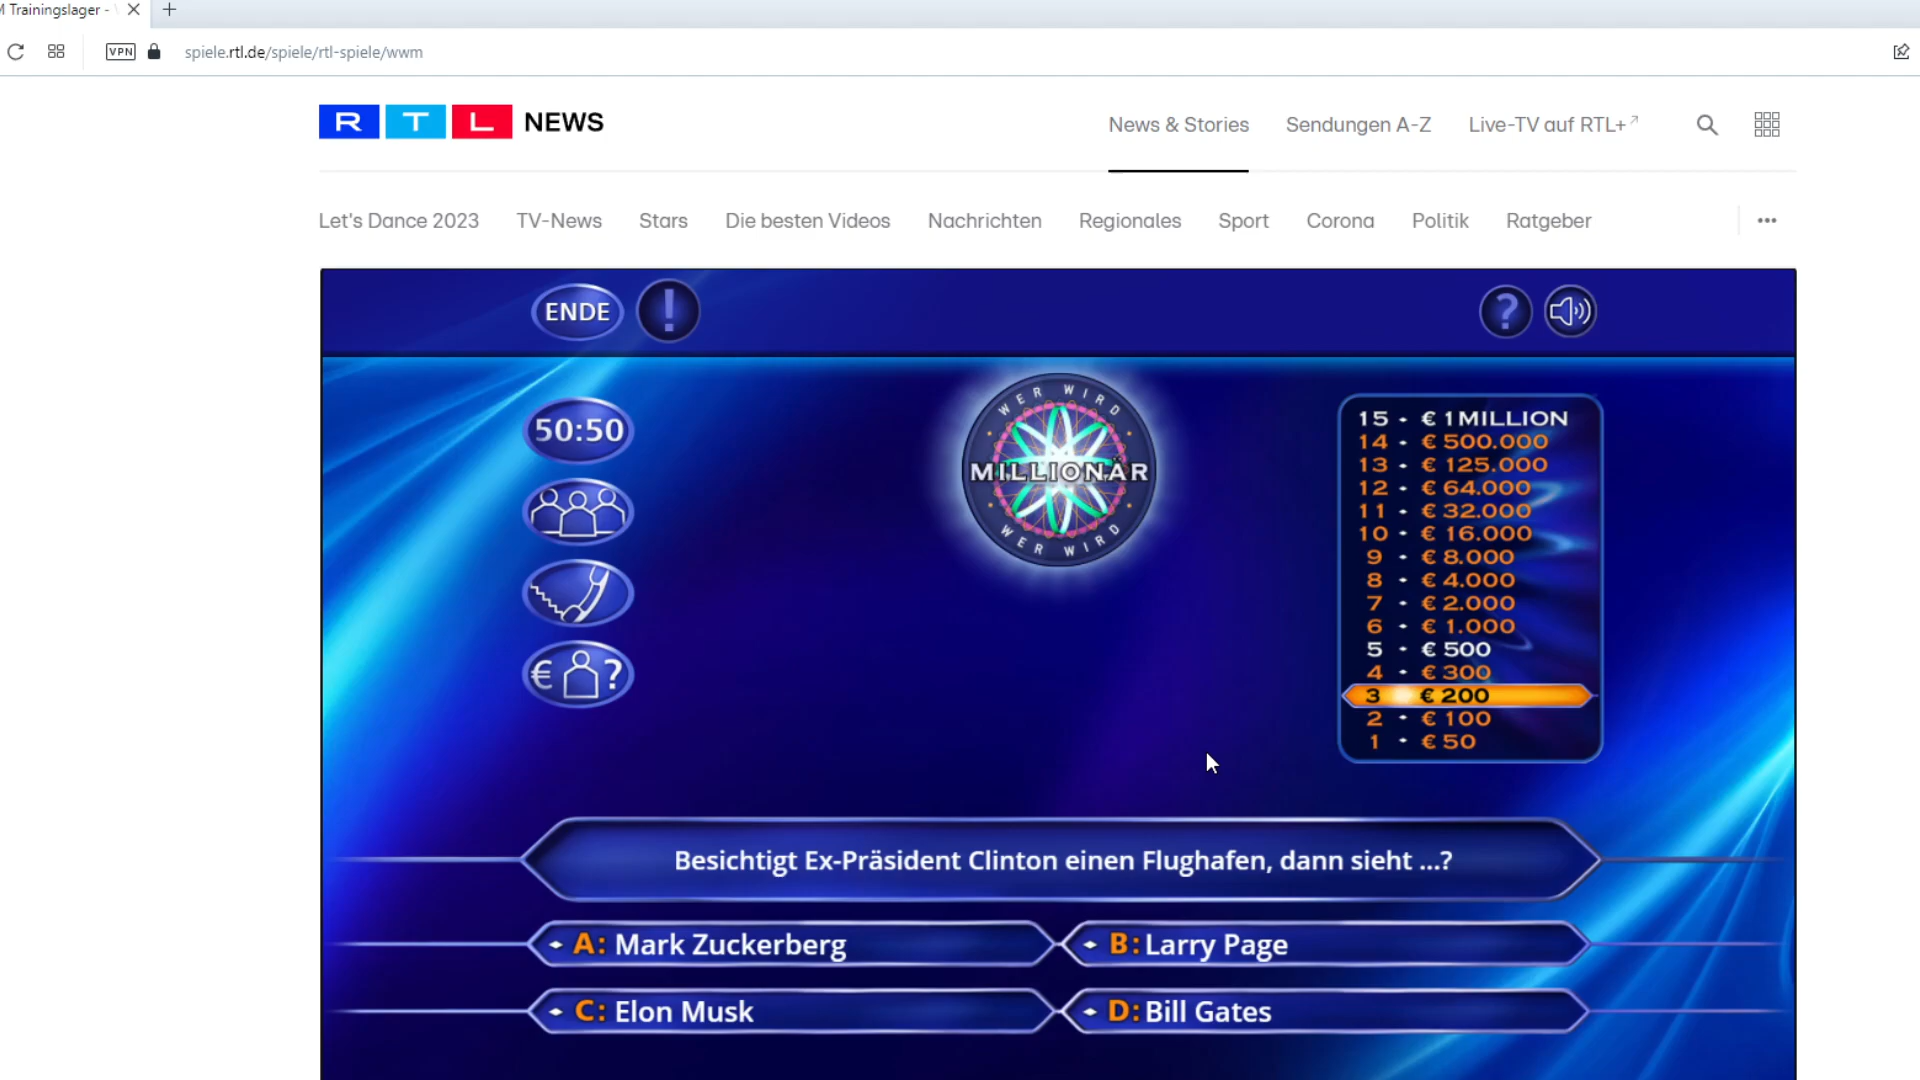 M Trainingslager -
VPN
spiele.rtl.de/spiele/rtl-spiele/wwm
RTL NEWS
News & Stories
Sendungen A-Z
Live-TV auf RTL+
Let's Dance 2023
TV-News
Stars
Die besten Videos
Nachrichten
Regionales
Sport
Corona
Politik
Ratgeber
ENDE
!
?
50:50
€ ?
WER WIRD
MILLIONÄR
WER WIRD
15 · € 1 MILLION
14 · € 500.000
13 · € 125.000
12 · € 64.000
11 · € 32.000
10 · € 16.000
9 · € 8.000
8 · € 4.000
7 · € 2.000
6 · € 1.000
5 · € 500
4 · € 300
3 € 200
2 · € 100
1 · € 50
Besichtigt Ex-Präsident Clinton einen Flughafen, dann sieht ...?
A: Mark Zuckerberg
B: Larry Page
C: Elon Musk
D: Bill Gates